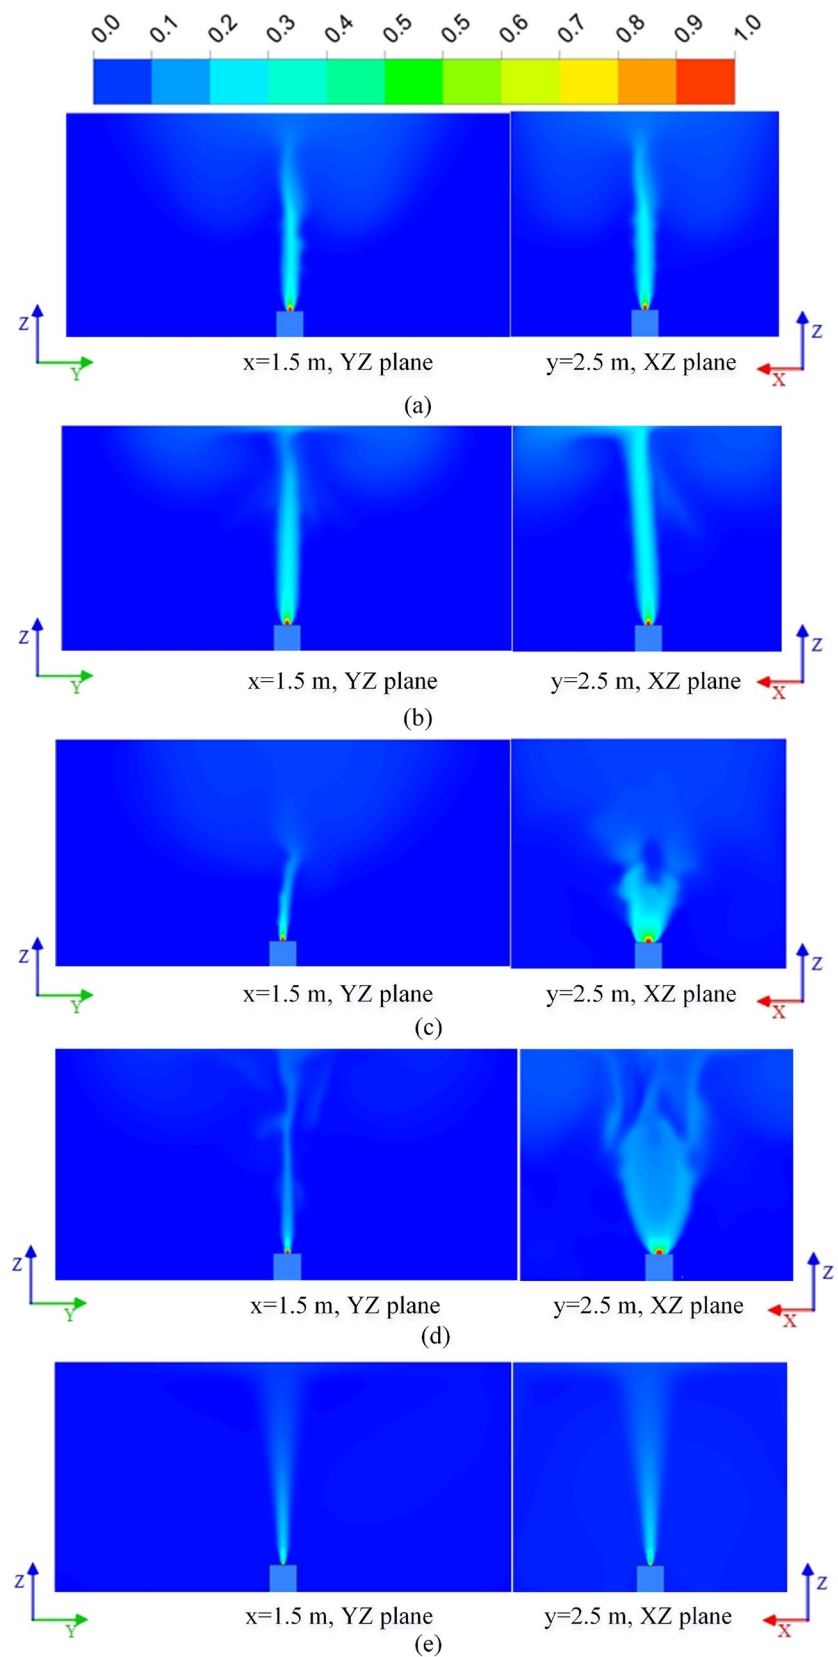 0.0 0.1 0.2 0.3 0.4 0.5 0.5 0.6 0.7 0.8 0.9 1.0
Z Y x=1.5 m, YZ plane y=2.5 m, XZ plane X Z
(a)
Z Y x=1.5 m, YZ plane y=2.5 m, XZ plane X Z
(b)
Z Y x=1.5 m, YZ plane y=2.5 m, XZ plane X Z
(c)
Z Y x=1.5 m, YZ plane y=2.5 m, XZ plane X Z
(d)
Z Y x=1.5 m, YZ plane y=2.5 m, XZ plane X Z
(e)